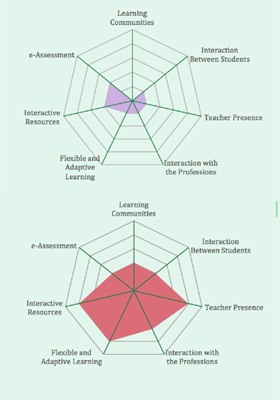 Learning
Communities
e-Assessment
Interaction
Between Students
Interactive
Resources
Teacher Presence
Flexible and
Adaptive
Learning
Interaction with
the Professions
Learning
Communities
e-Assessment
Interaction
Between Students
Interactive
Resources
Teacher Presence
Flexible and
Adaptive Learning
Interaction with
the Professions